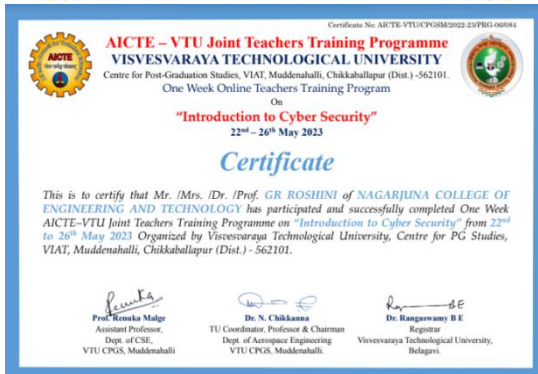 Certificate No: AICTE-VTU/CPGSM/2022-23/PRG-06/084
AICTE – VTU Joint Teachers Training Programme
AICTE
VISVESVARAYA TECHNOLOGICAL UNIVERSITY
Centre for Post-Graduation Studies, VIAT, Muddenahalli, Chikkaballapur (Dist.) -562101.
One Week Online Teachers Training Program
On
“Introduction to Cyber Security”
22nd – 26th May 2023
Certificate
This is to certify that Mr. /Mrs. /Dr. /Prof. GR ROSHINI of NAGARJUNA COLLEGE OF
ENGINEERING AND TECHNOLOGY has participated and successfully completed One Week
AICTE–VTU Joint Teachers Training Programme on “Introduction to Cyber Security” from 22nd
to 26th May 2023 Organized by Visvesvaraya Technological University, Centre for PG Studies,
VIAT, Muddenahalli, Chikkaballapur (Dist.) - 562101.
Prof. Renuka Malge
Assistant Professor,
Dept. of CSE,
VTU CPGS, Muddenahalli
Dr. N. Chikkanna
TU Coordinator, Professor & Chairman
Dept. of Aerospace Engineering
VTU CPGS, Muddenahalli.
Dr. Rangaswamy B E
Registrar
Visvesvaraya Technological University,
Belagavi.